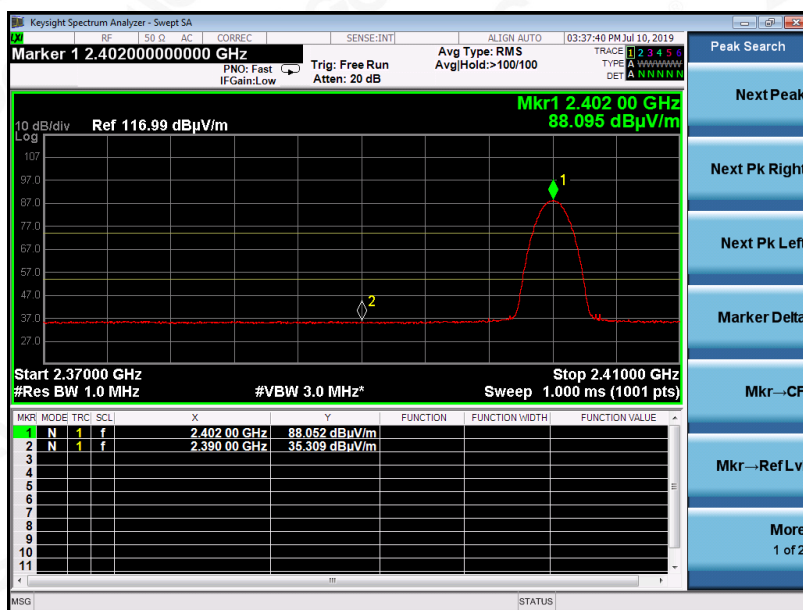 Keysight Spectrum Analyzer - Swept SA
LXI RF 50 Ω AC CORREC SENSE:INT ALIGN AUTO 03:37:40 PM Jul 10, 2019
Marker 1 2.402000000000 GHz
PNO: Fast
IFGain:Low
Trig: Free Run
Atten: 20 dB
Avg Type: RMS
Avg|Hold:>100/100
TRACE 1 2 3 4 5 6
TYPE A WWWWW
DET A N N N N N
Mkr1 2.402 00 GHz
88.095 dBµV/m
10 dB/div Ref 116.99 dBµV/m
Log
107
97.0
87.0
77.0
67.0
57.0
47.0
37.0
27.0
1
2
Start 2.37000 GHz Stop 2.41000 GHz
#Res BW 1.0 MHz #VBW 3.0 MHz* Sweep 1.000 ms (1001 pts)
MKR MODE TRC SCL X Y FUNCTION FUNCTION WIDTH FUNCTION VALUE
1 N 1 f 2.402 00 GHz 88.052 dBµV/m
2 N 1 f 2.390 00 GHz 35.309 dBµV/m
3
4
5
6
7
8
9
10
11
MSG STATUS
Peak Search
Next Peak
Next Pk Right
Next Pk Left
Marker Delta
Mkr→CF
Mkr→Ref Lv
More
1 of 2